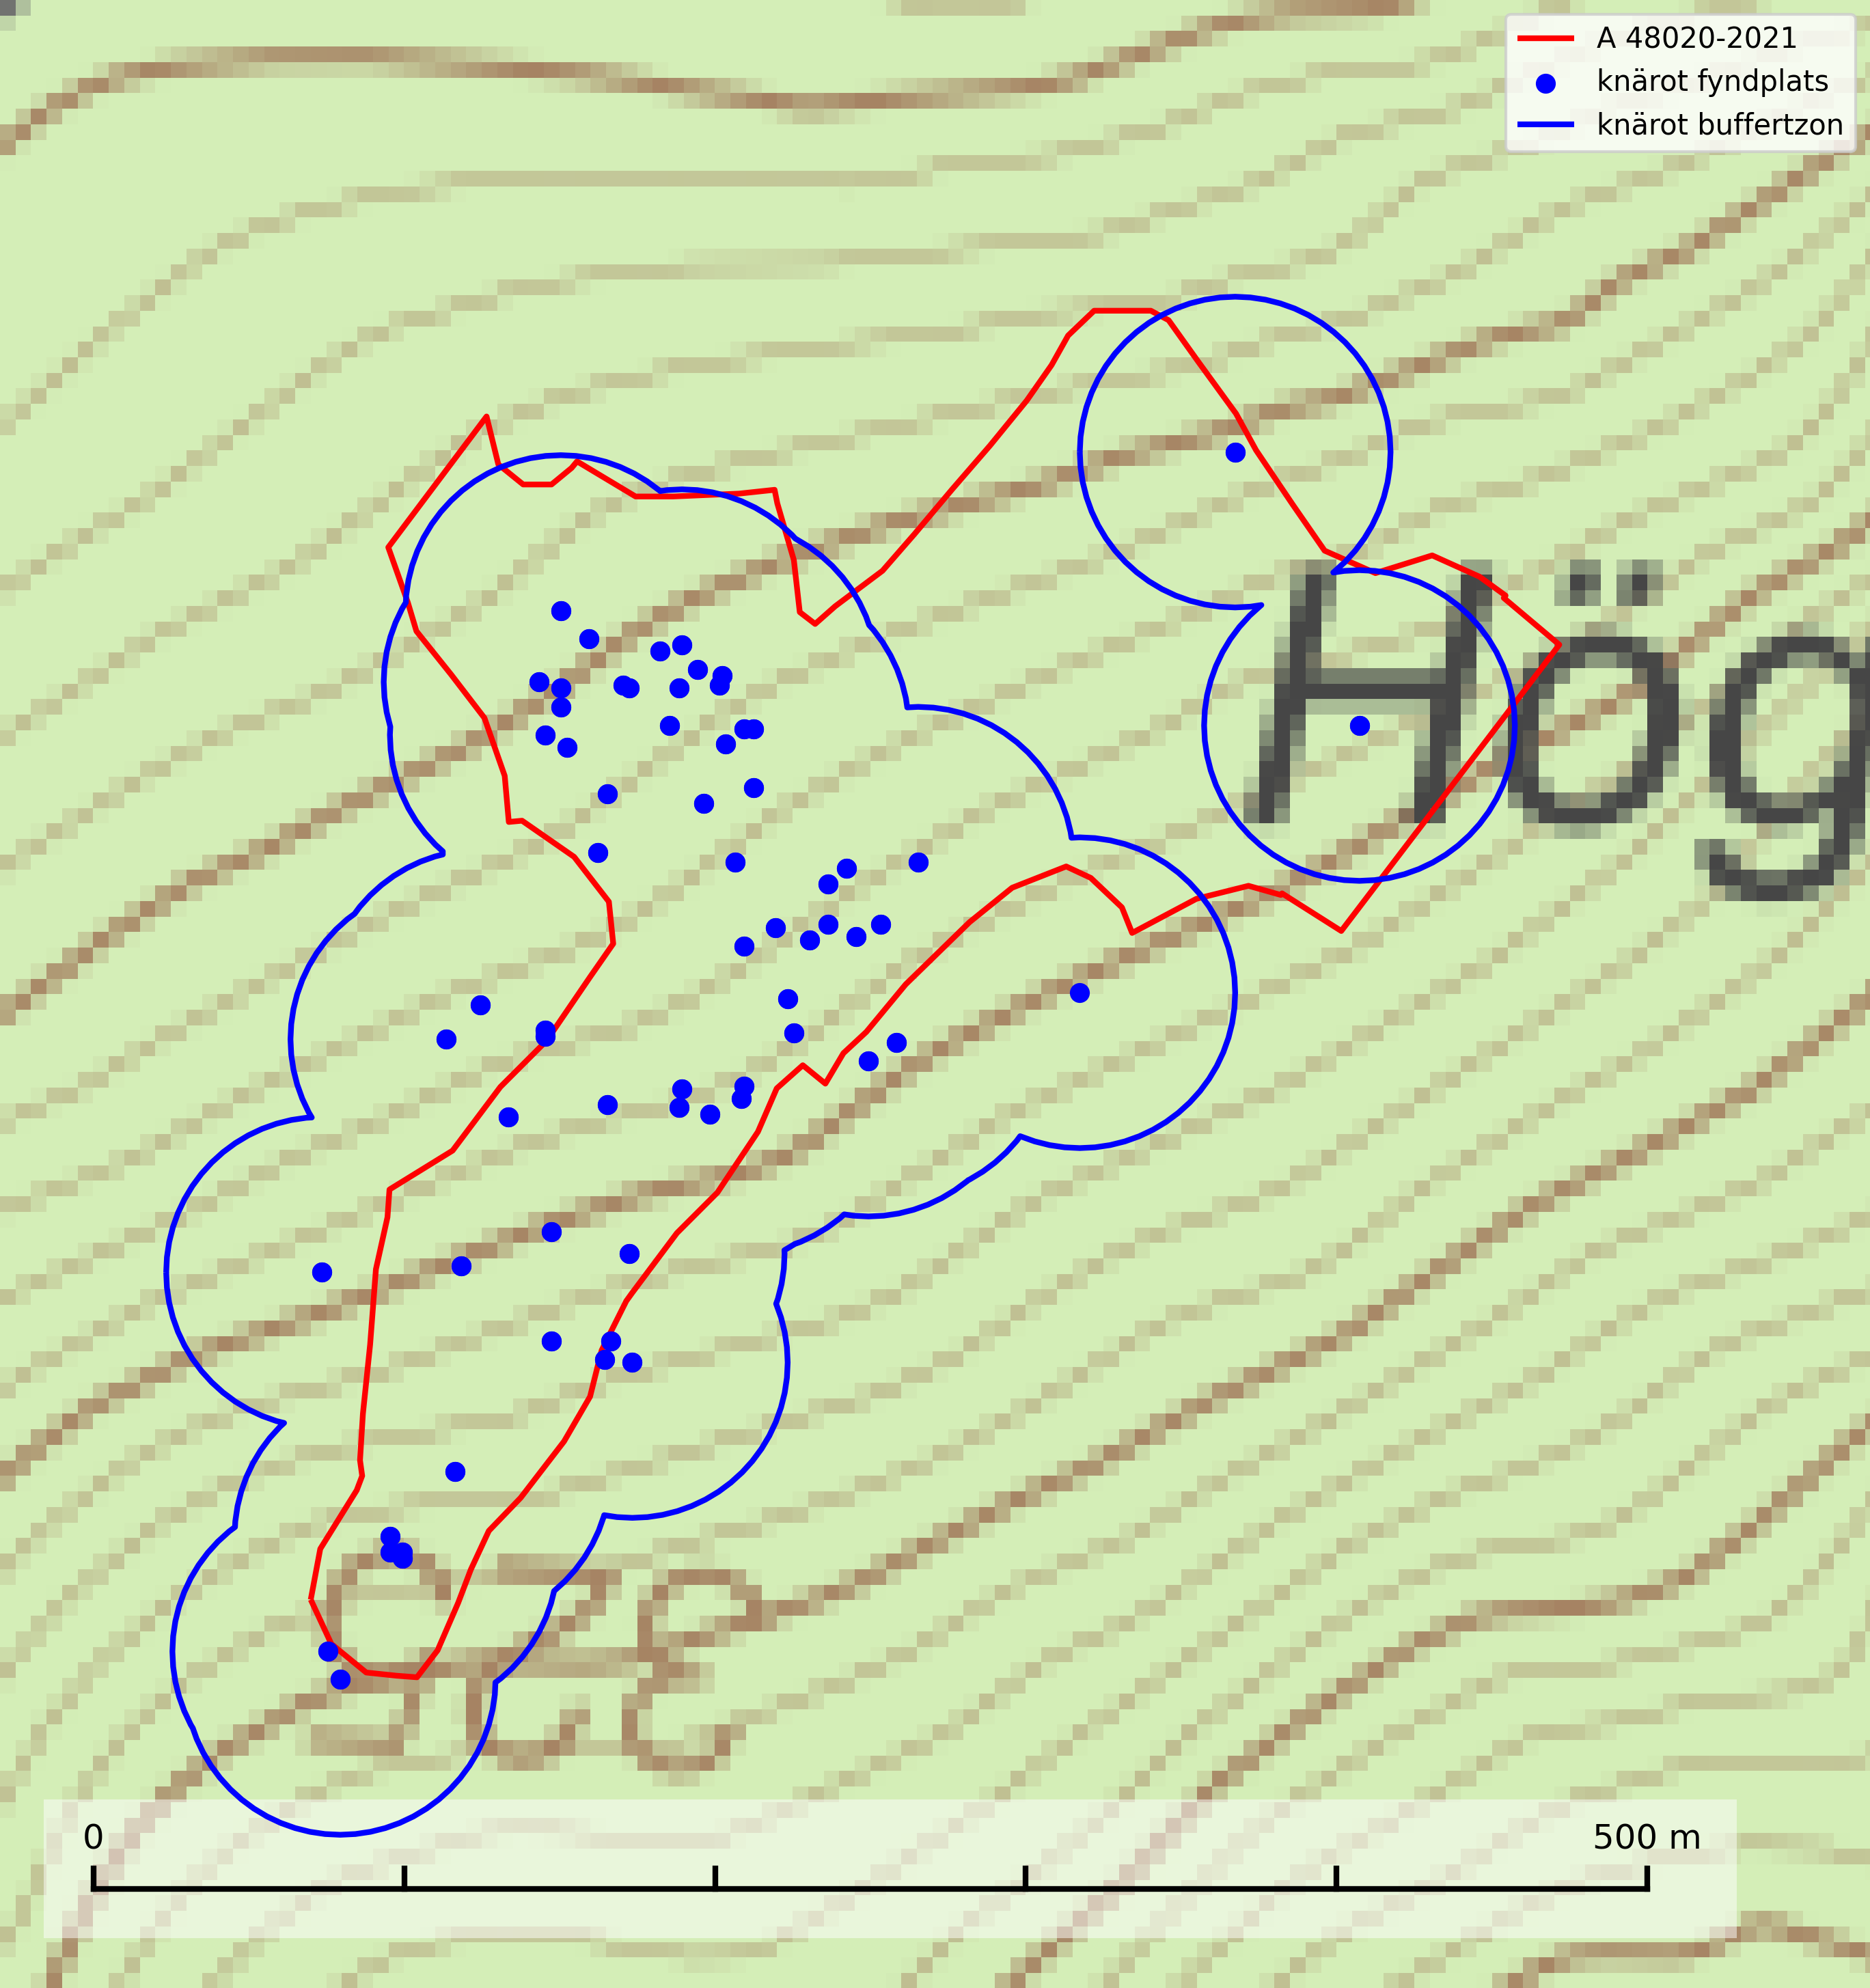 A 48020-2021
knärot fyndplats
knärot buffertzon
Hög
0
500 m